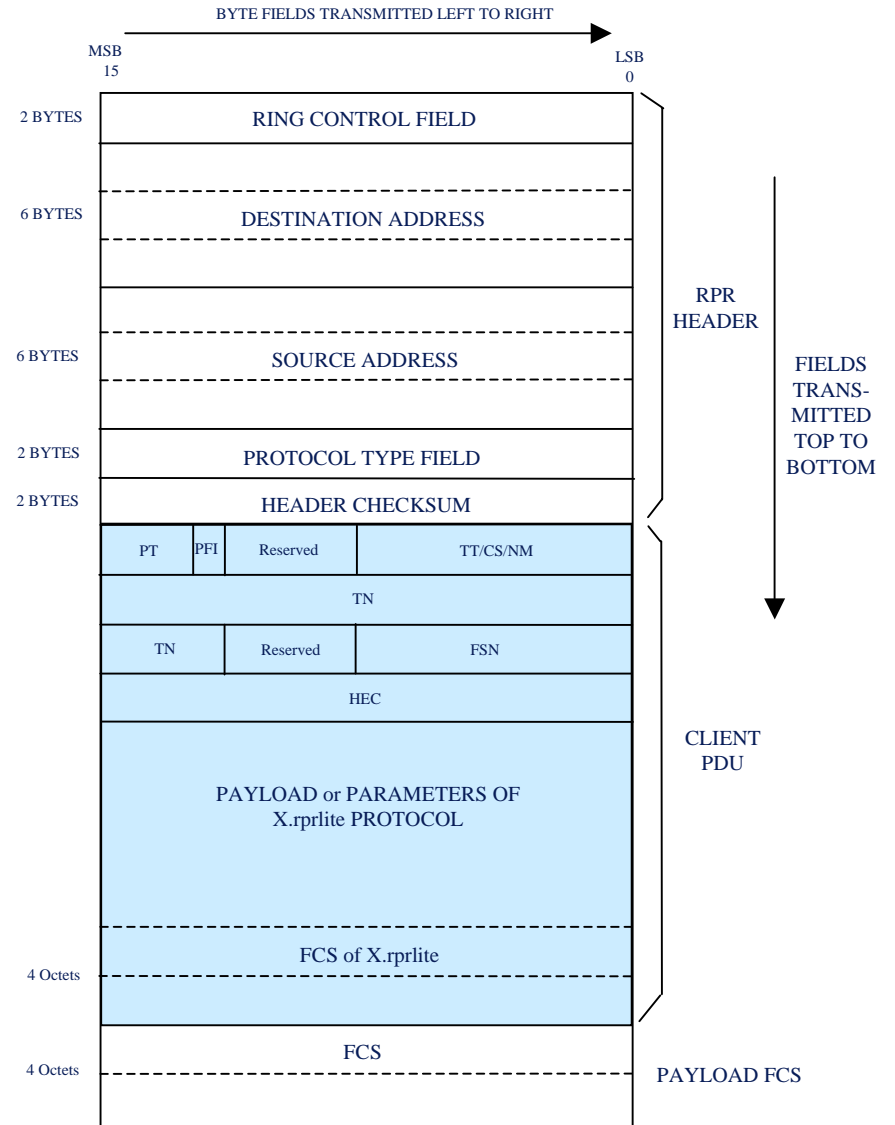 BYTE FIELDS TRANSMITTED LEFT TO RIGHT
MSB
15
LSB
0
2 BYTES
RING CONTROL FIELD
6 BYTES
DESTINATION ADDRESS
RPR
HEADER
6 BYTES
SOURCE ADDRESS
FIELDS
TRANS-
MITTED
TOP TO
BOTTOM
2 BYTES
PROTOCOL TYPE FIELD
2 BYTES
HEADER CHECKSUM
PT
PFI
Reserved
TT/CS/NM
TN
TN
Reserved
FSN
HEC
CLIENT
PDU
PAYLOAD or PARAMETERS OF
X.rprlite PROTOCOL
FCS of X.rprlite
4 Octets
FCS
4 Octets
PAYLOAD FCS